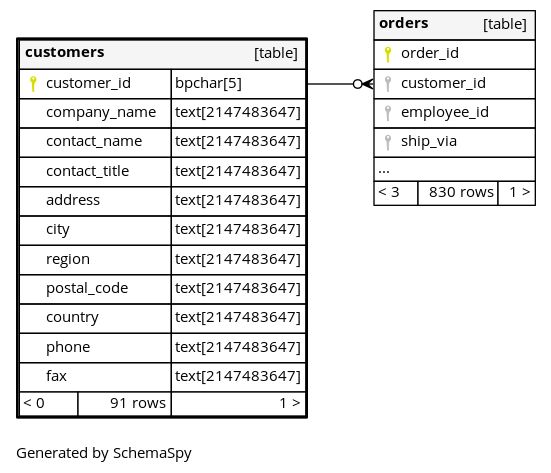 customers [table]
customer_id bpchar[5]
company_name text[2147483647]
contact_name text[2147483647]
contact_title text[2147483647]
address text[2147483647]
city text[2147483647]
region text[2147483647]
postal_code text[2147483647]
country text[2147483647]
phone text[2147483647]
fax text[2147483647]
< 0 91 rows 1 >
orders [table]
order_id
customer_id
employee_id
ship_via
...
< 3 830 rows 1 >
Generated by SchemaSpy